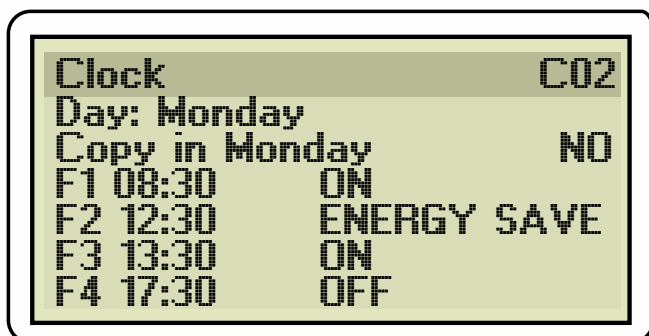 Clock C02
Day: Monday
Copy in Monday NO
F1 08:30 ON
F2 12:30 ENERGY SAVE
F3 13:30 ON
F4 17:30 OFF